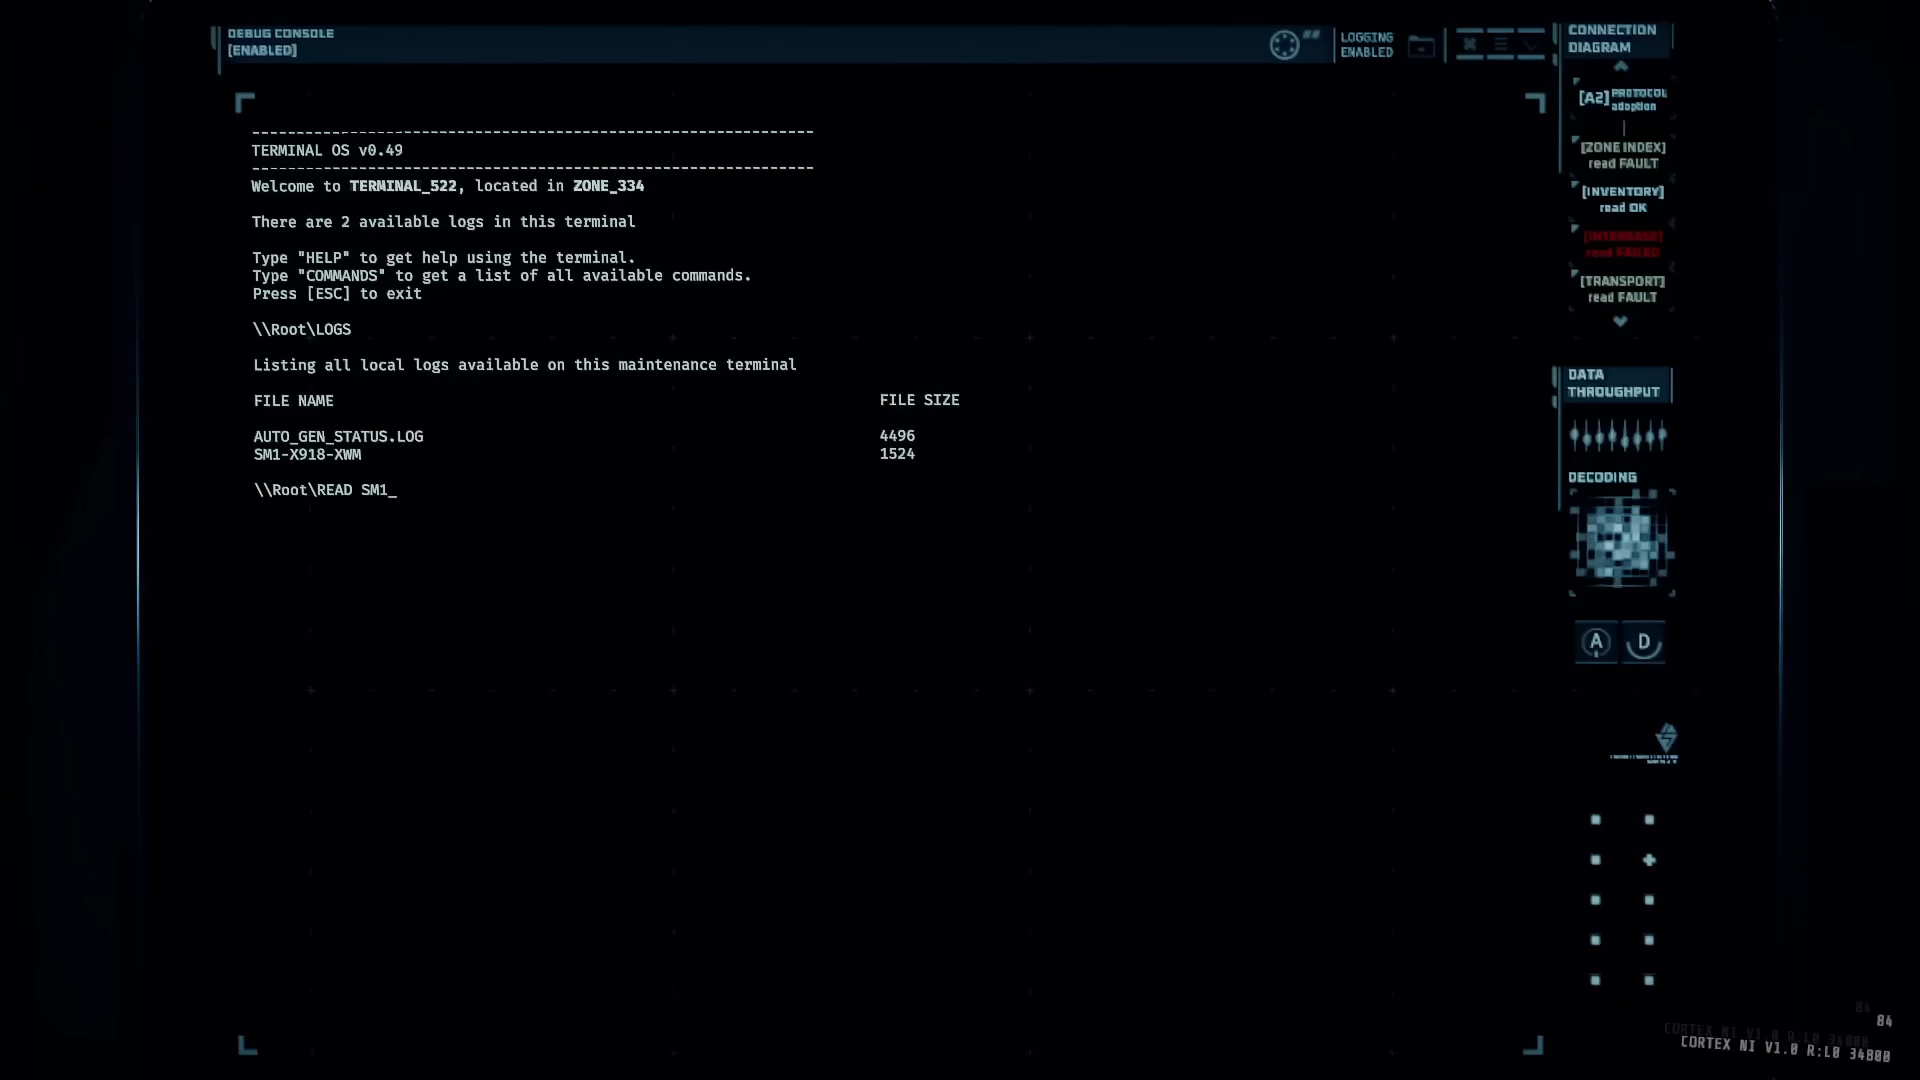 DEBUG CONSOLE
[ENABLED]
LOGGING
ENABLED
--------------------------------------------------------------
TERMINAL OS v0.49
--------------------------------------------------------------
Welcome to TERMINAL_522, located in ZONE_334
There are 2 available logs in this terminal
Type "HELP" to get help using the terminal.
Type "COMMANDS" to get a list of all available commands.
Press [ESC] to exit
\\Root\LOGS
Listing all local logs available on this maintenance terminal
FILE NAME FILE SIZE
AUTO_GEN_STATUS.LOG 4496
SM1-X918-XWM 1524
\\Root\READ SM1_
CONNECTION
DIAGRAM
[A2] PROTOCOL
adoption
[ZONE INDEX]
read FAULT
[INVENTORY]
read OK
[INTERBASE]
read FAILED
[TRANSPORT]
read FAULT
DATA
THROUGHPUT
DECODING
A D
84
CORTEX NI V1.0 R:L0 34800